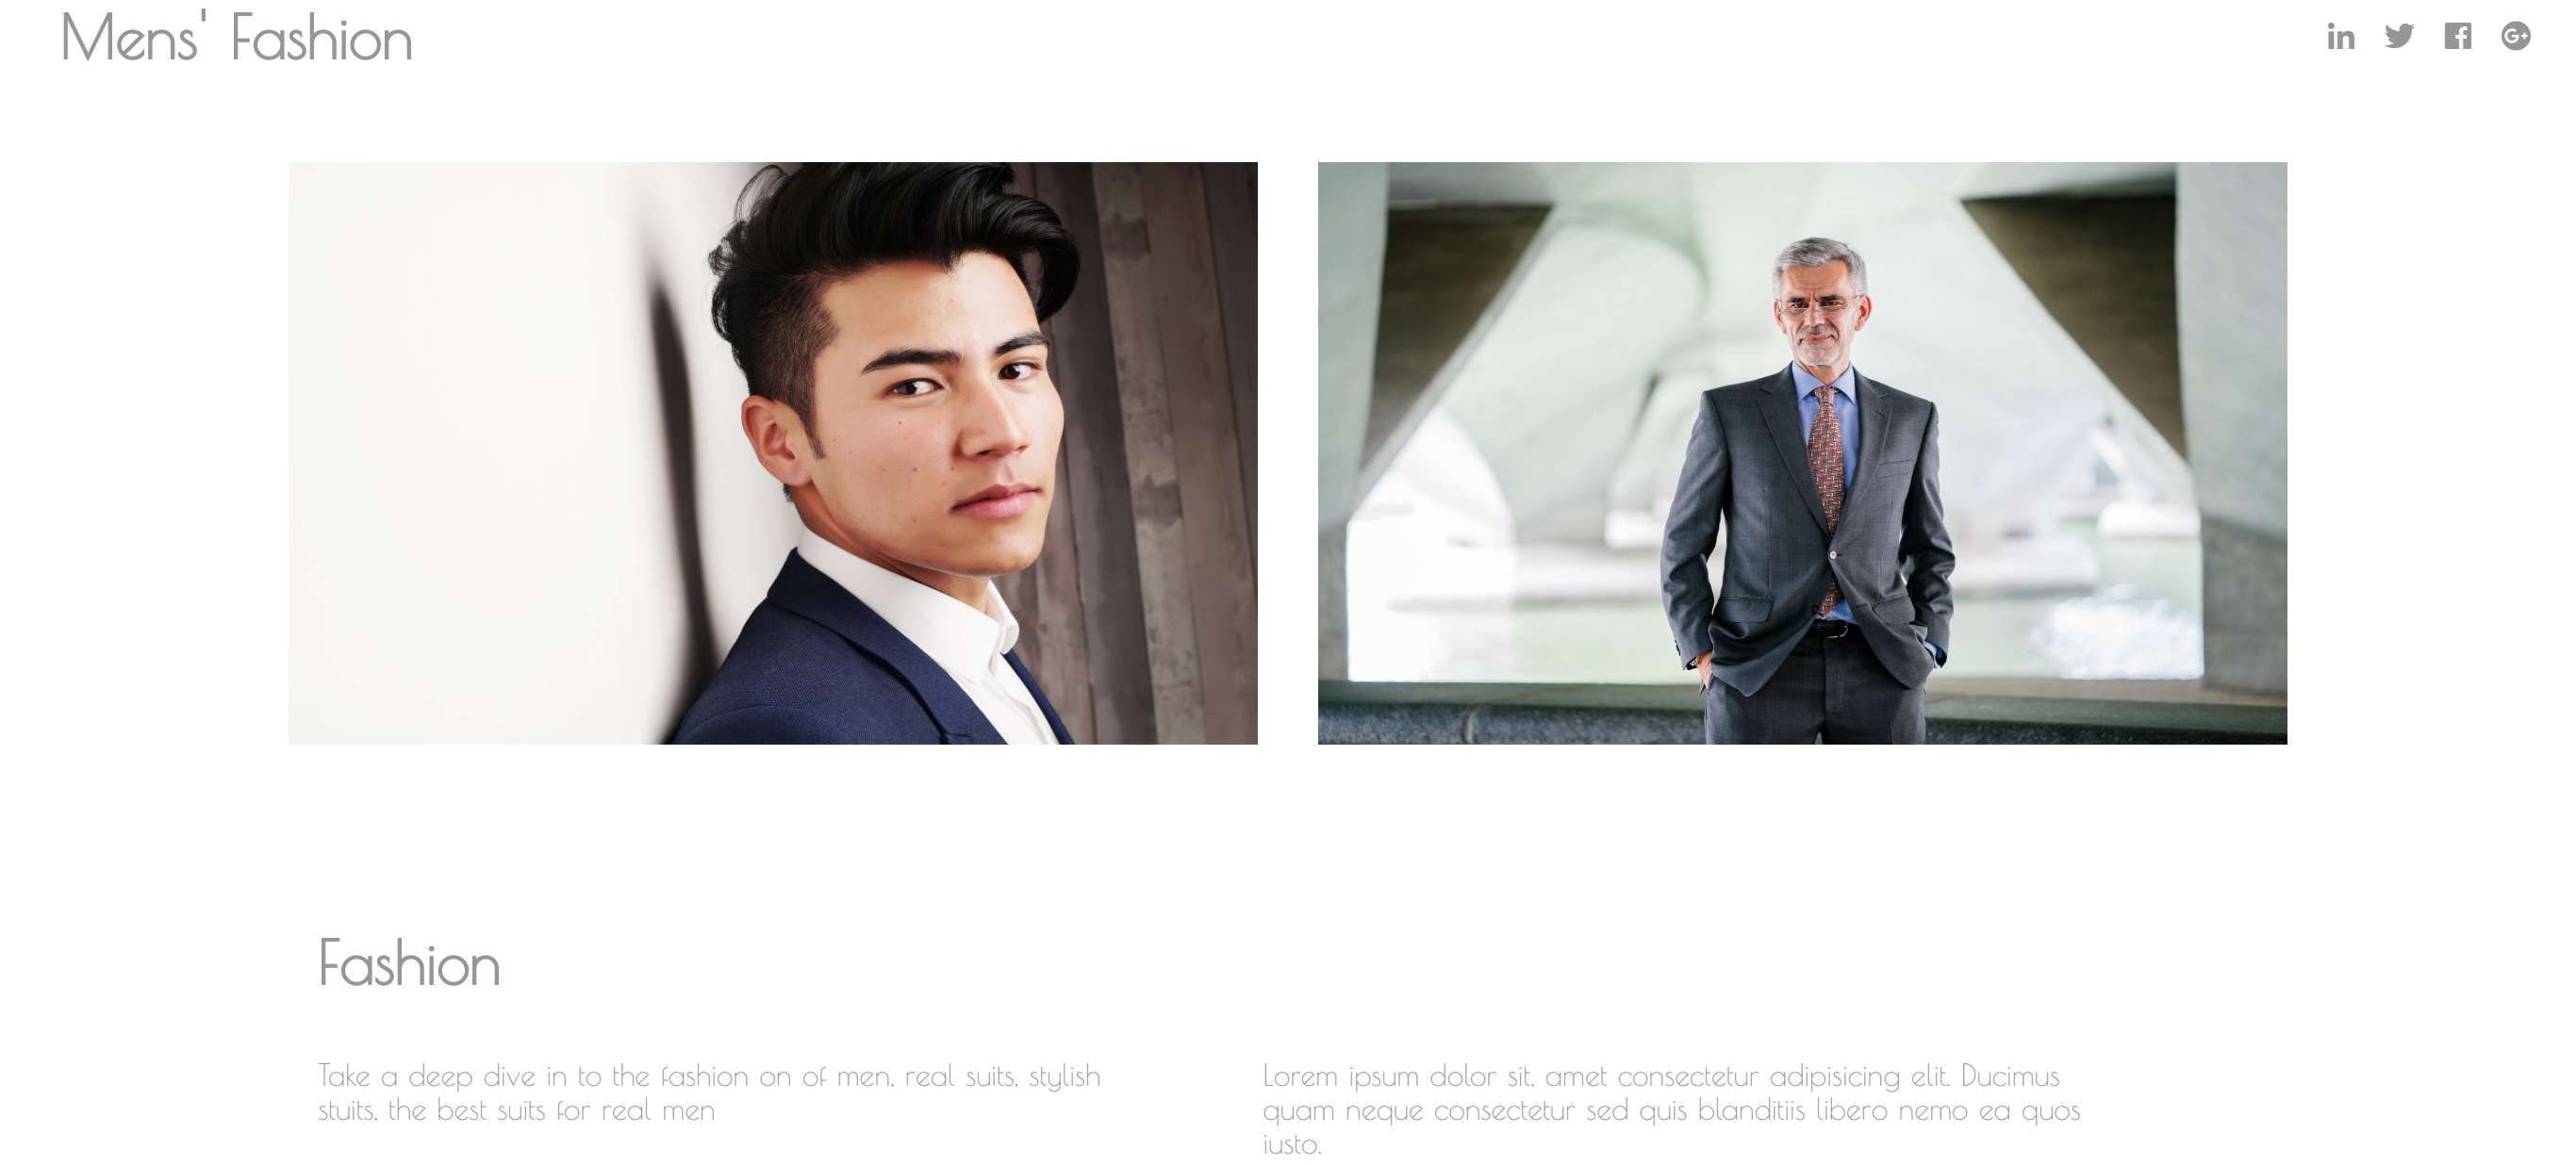 Mens' Fashion
in
G+
Fashion
Take a deep dive in to the fashion on of men, real suits, stylish
stuits, the best suits for real men
Lorem ipsum dolor sit, amet consectetur adipisicing elit. Ducimus
quam neque consectetur sed quis blanditiis libero nemo ea quos
iusto.